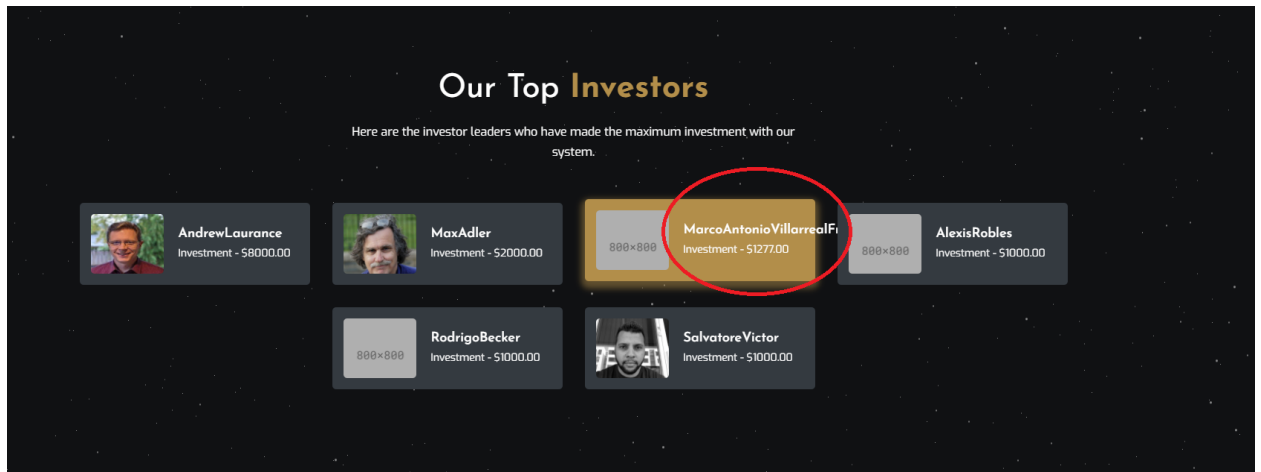 Our Top Investors
Here are the investor leaders who have made the maximum investment with our
system.
AndrewLaurance
Investment - $8000.00
MaxAdler
Investment - $2000.00
800×800
MarcoAntonioVillarrealFr
Investment - $1277.00
800×800
AlexisRobles
Investment - $1000.00
800×800
RodrigoBecker
Investment - $1000.00
SalvatoreVictor
Investment - $1000.00